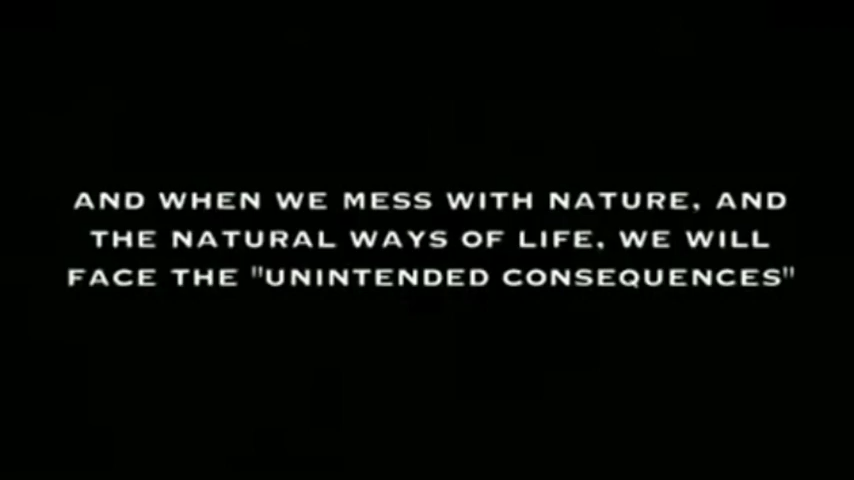 AND WHEN WE MESS WITH NATURE, AND
THE NATURAL WAYS OF LIFE, WE WILL
FACE THE "UNINTENDED CONSEQUENCES"